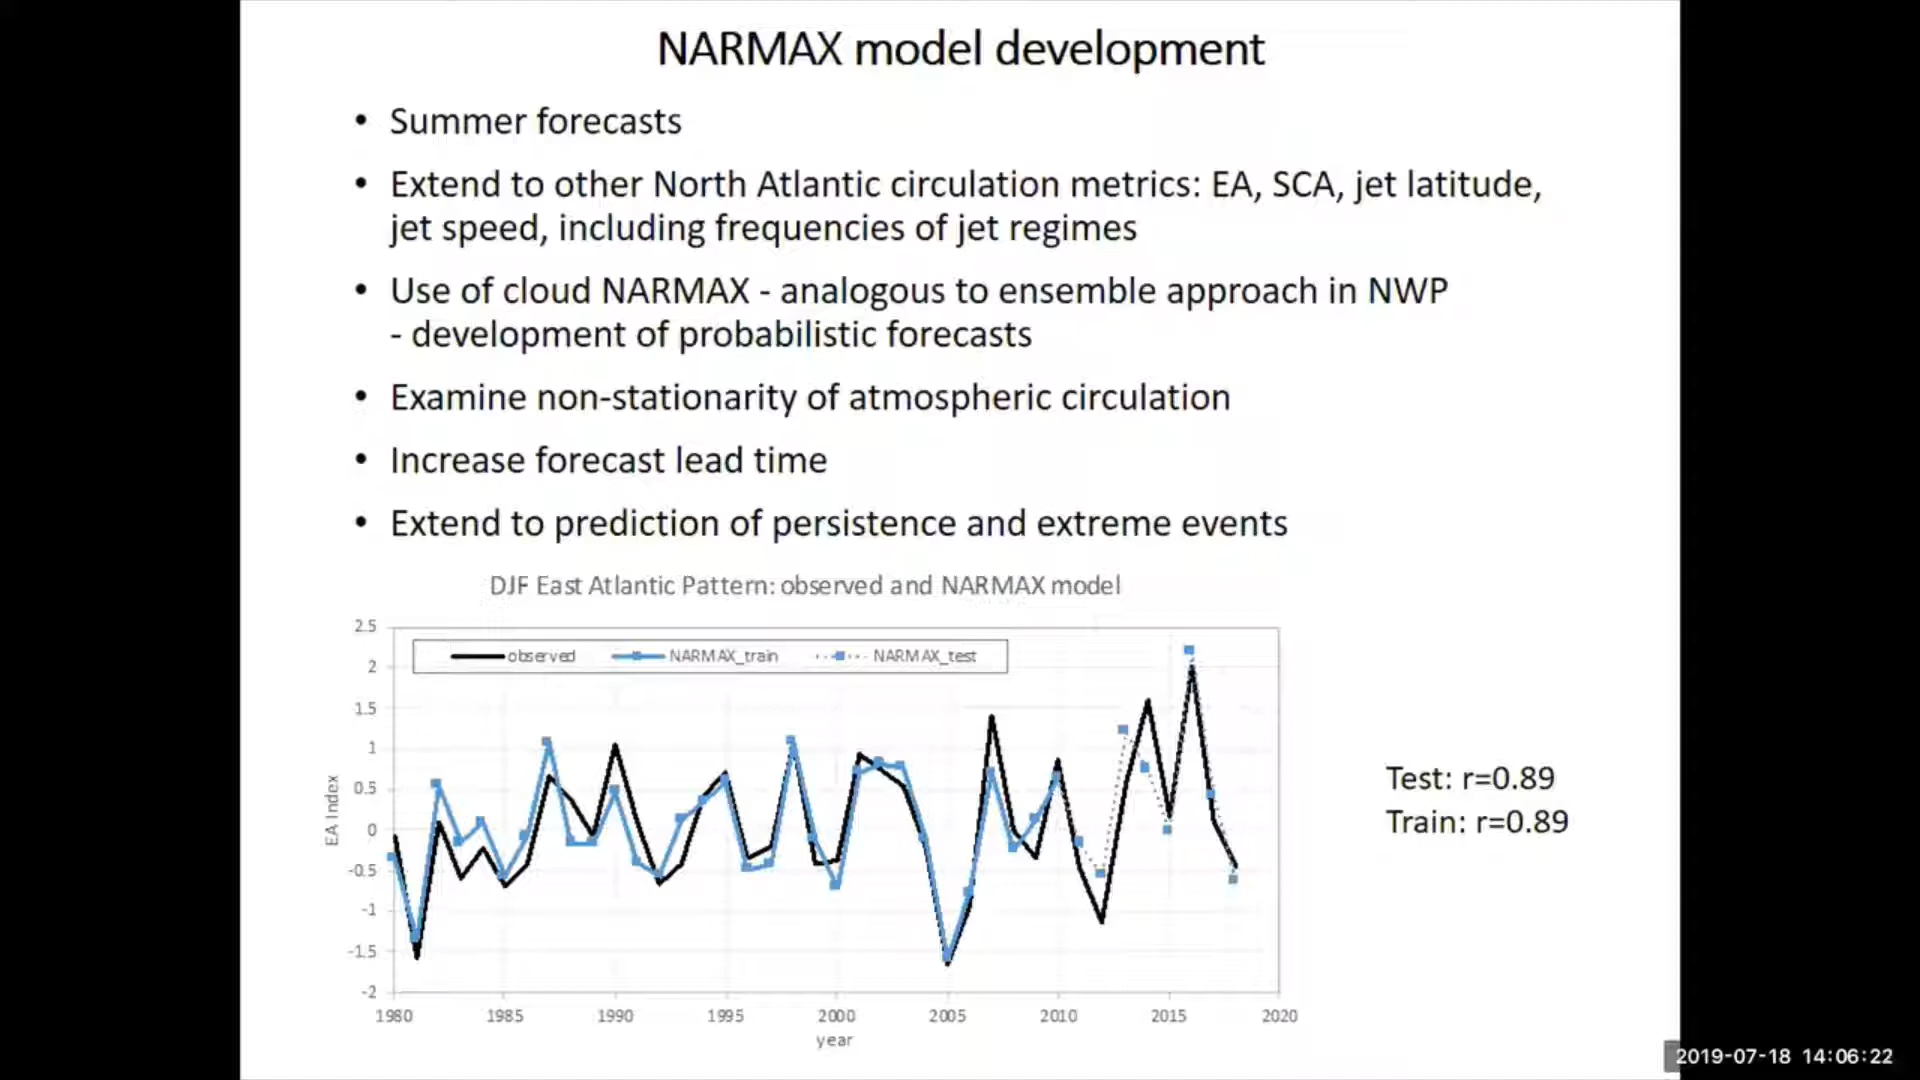 NARMAX model development
• Summer forecasts
• Extend to other North Atlantic circulation metrics: EA, SCA, jet latitude,
jet speed, including frequencies of jet regimes
• Use of cloud NARMAX - analogous to ensemble approach in NWP
- development of probabilistic forecasts
• Examine non-stationarity of atmospheric circulation
• Increase forecast lead time
• Extend to prediction of persistence and extreme events
DJF East Atlantic Pattern: observed and NARMAX model
observed NARMAX_train NARMAX_test
2.5
2
1.5
1
0.5
0
-0.5
-1
-1.5
-2
EA Index
1980 1985 1990 1995 2000 2005 2010 2015 2020
year
Test: r=0.89
Train: r=0.89
2019-07-18 14:06:22